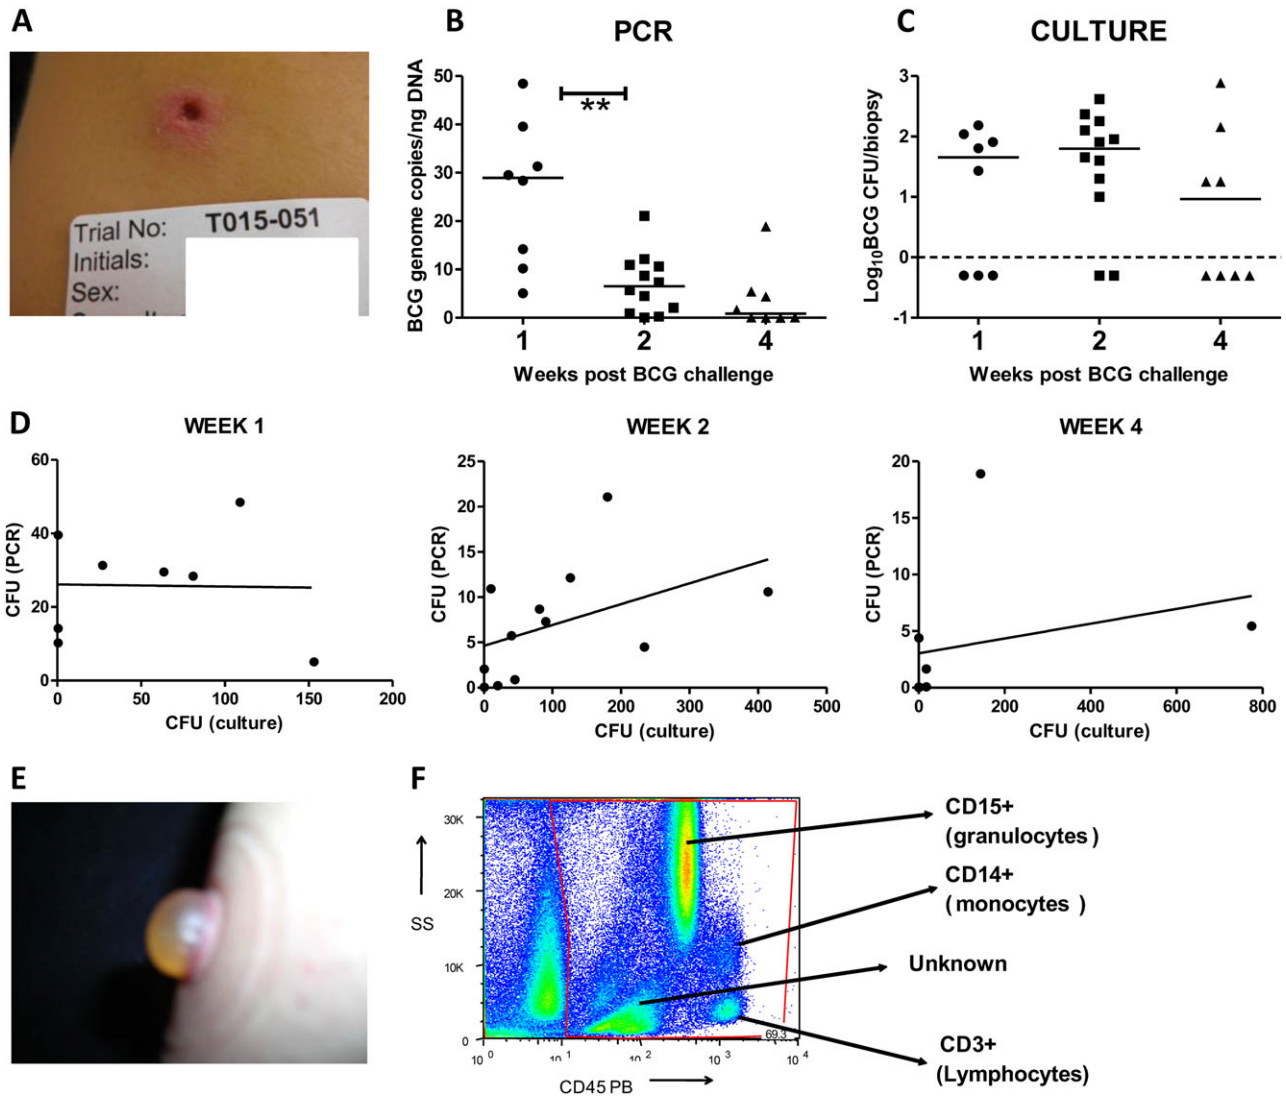 A
Trial No: T015-051
Initials:
Sex:
B
PCR
BCG genome copies/ng DNA
50
40
30
20
10
0
**
1 2 4
Weeks post BCG challenge
C
CULTURE
Log10BCG CFU/biopsy
3
2
1
0
-1
1 2 4
Weeks post BCG challenge
D
WEEK 1
CFU (PCR)
60
40
20
0
0 50 100 150 200
CFU (culture)
WEEK 2
CFU (PCR)
25
20
15
10
5
0
0 100 200 300 400 500
CFU (culture)
WEEK 4
CFU (PCR)
20
15
10
5
0
0 200 400 600 800
CFU (culture)
E
F
SS
30K
20K
10K
0
10^0 10^1 10^2 10^3 10^4
CD45 PB
69.3
CD15+
(granulocytes)
CD14+
(monocytes )
Unknown
CD3+
(Lymphocytes)